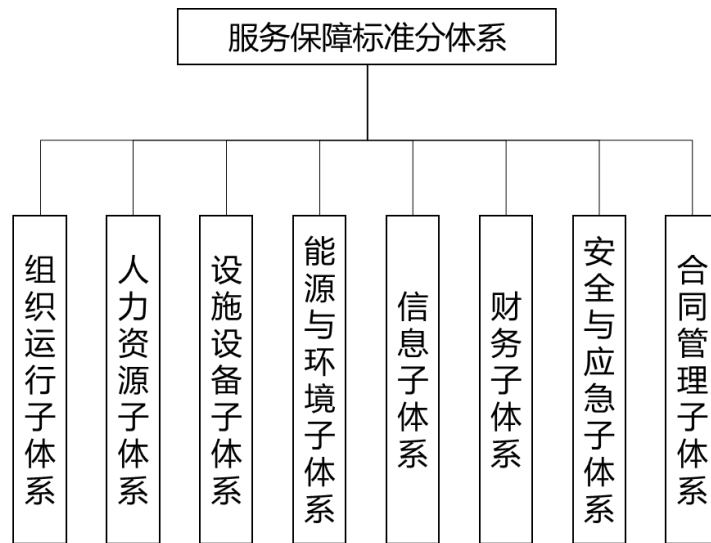 服务保障标准分体系
组织运行子体系
人力资源子体系
设施设备子体系
能源与环境子体系
信息子体系
财务子体系
安全与应急子体系
合同管理子体系